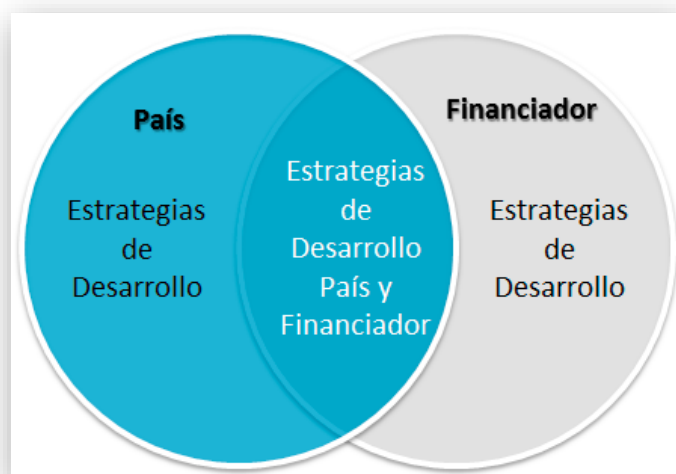 País
Estrategias
de
Desarrollo
Estrategias
de
Desarrollo
País y
Financiador
Financiador
Estrategias
de
Desarrollo